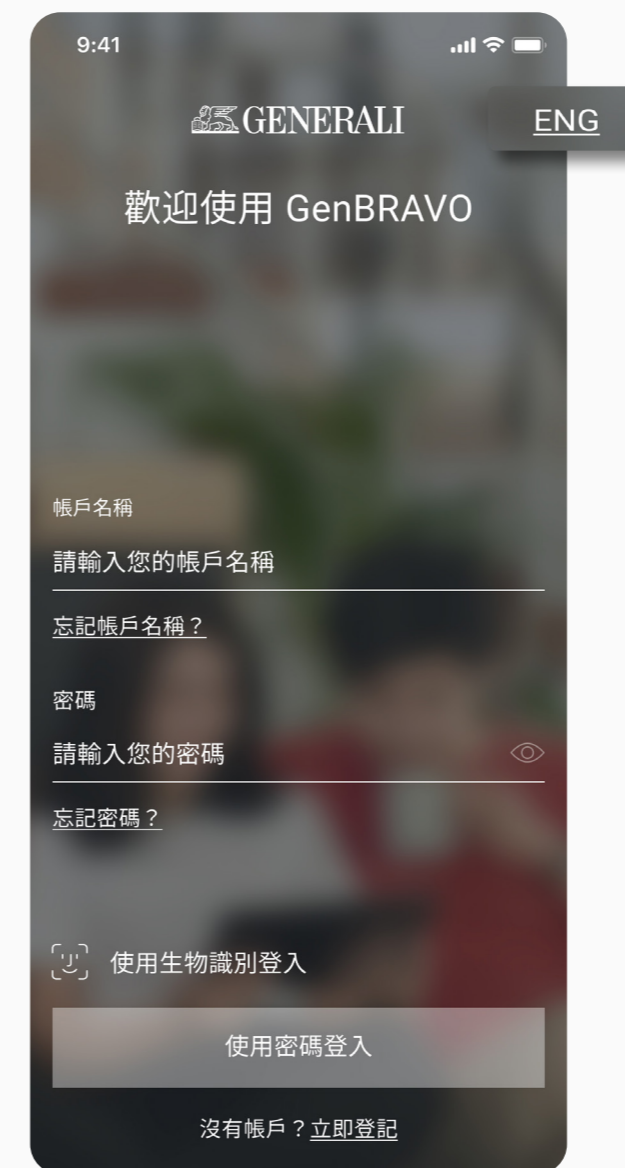 9:41
GENERALI
ENG
歡迎使用 GenBRAVO
帳戶名稱
請輸入您的帳戶名稱
忘記帳戶名稱？
密碼
請輸入您的密碼
忘記密碼？
使用生物識別登入
使用密碼登入
沒有帳戶？立即登記